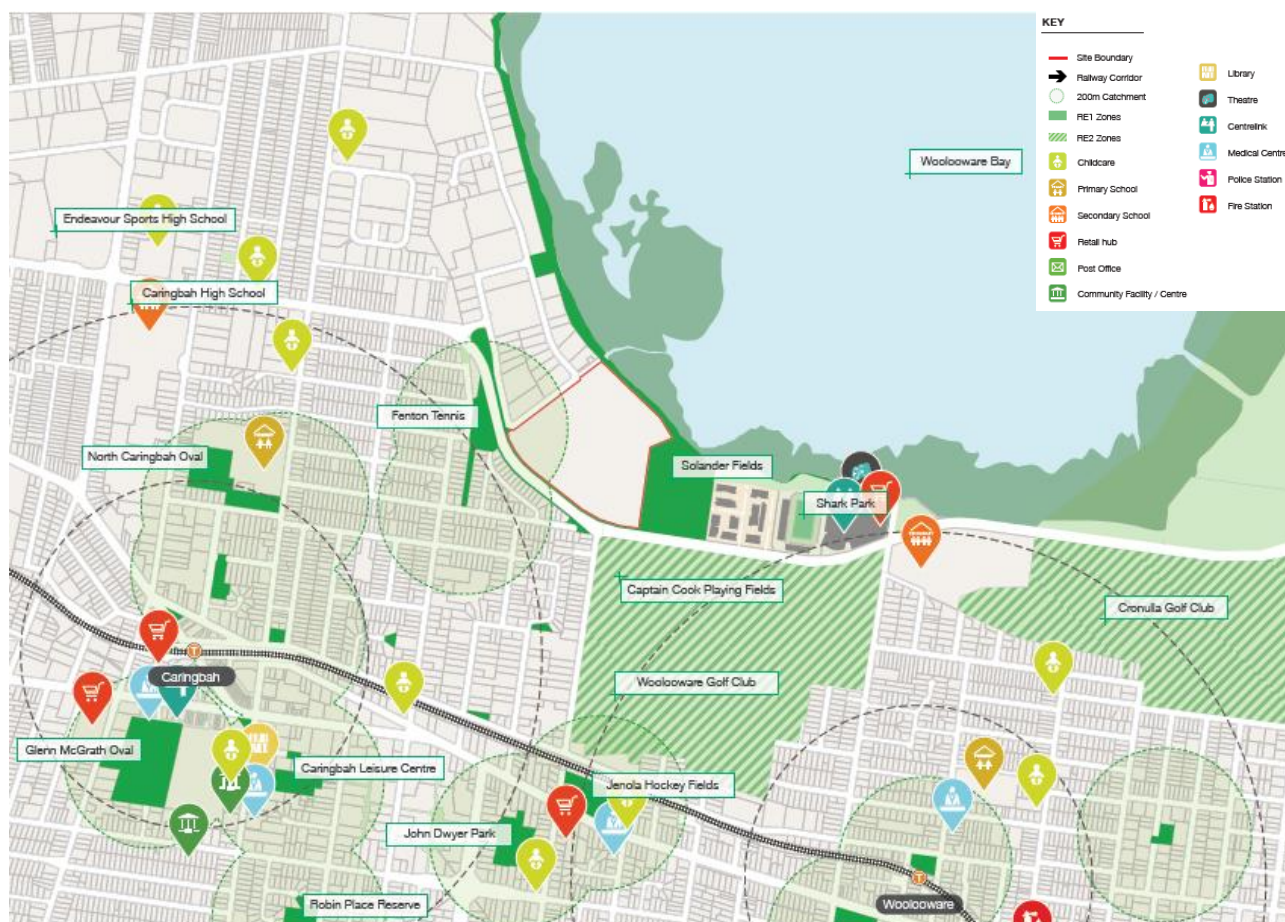 KEY
Site Boundary
Railway Corridor
200m Catchment
RE1 Zones
RE2 Zones
Childcare
Primary School
Secondary School
Retail hub
Post Office
Community Facility / Centre
Library
Theatre
Centrelink
Medical Centre
Police Station
Fire Station
Woolooware Bay
Endeavour Sports High School
Caringbah High School
Fenton Tennis
North Caringbah Oval
Solander Fields
Shark Park
Captain Cook Playing Fields
Cronulla Golf Club
T
Caringbah
Woolooware Golf Club
Glenn McGrath Oval
Caringbah Leisure Centre
Jenola Hockey Fields
John Dwyer Park
T
Robin Place Reserve
Woolooware